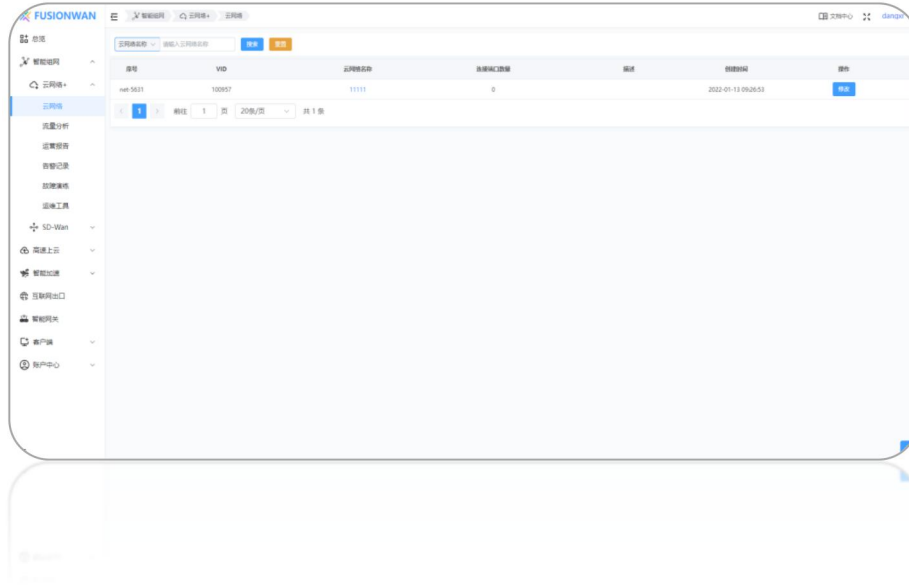 FUSIONWAN
智能组网 云网络+ 云网络
文档中心 danqix
总览
云网络名称 请输入云网络名称 搜索 重置
智能组网
序号 VID 云网络名称 连接端口数量 描述 创建时间 操作
云网络+
net-5631 100957 11111 0 2022-01-13 09:26:53 修改
云网络
1 前往 1 页 20条/页 共 1 条
流量分析
运营报告
告警记录
故障演练
运维工具
SD-Wan
高速上云
智能加速
互联网出口
智能网关
客户端
账户中心